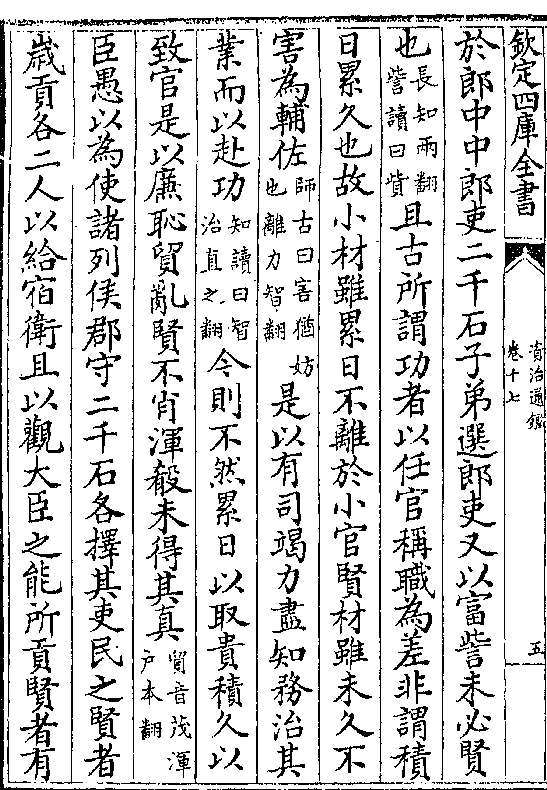 欽定四庫全書
資治通鑑
卷十七
五
於郎中中郎吏二千石子弟選郎吏又以富訾未必賢
也長知兩翻訾讀曰貲且古所謂功者以任官稱職為差非謂積
日累久也故小材雖累日不離於小官賢材雖未久不
害為輔佐師古曰害猶妨也離力智翻是以有司竭力盡知務治其
業而以赴功知讀曰智治直之翻今則不然累日以取貴積久以
致官是以廉恥貿亂賢不肖渾殽未得其真貿音茂渾戶本翻
臣愚以為使諸列侯郡守二千石各擇其吏民之賢者
歲貢各二人以給宿衛且以觀大臣之能所貢賢者有